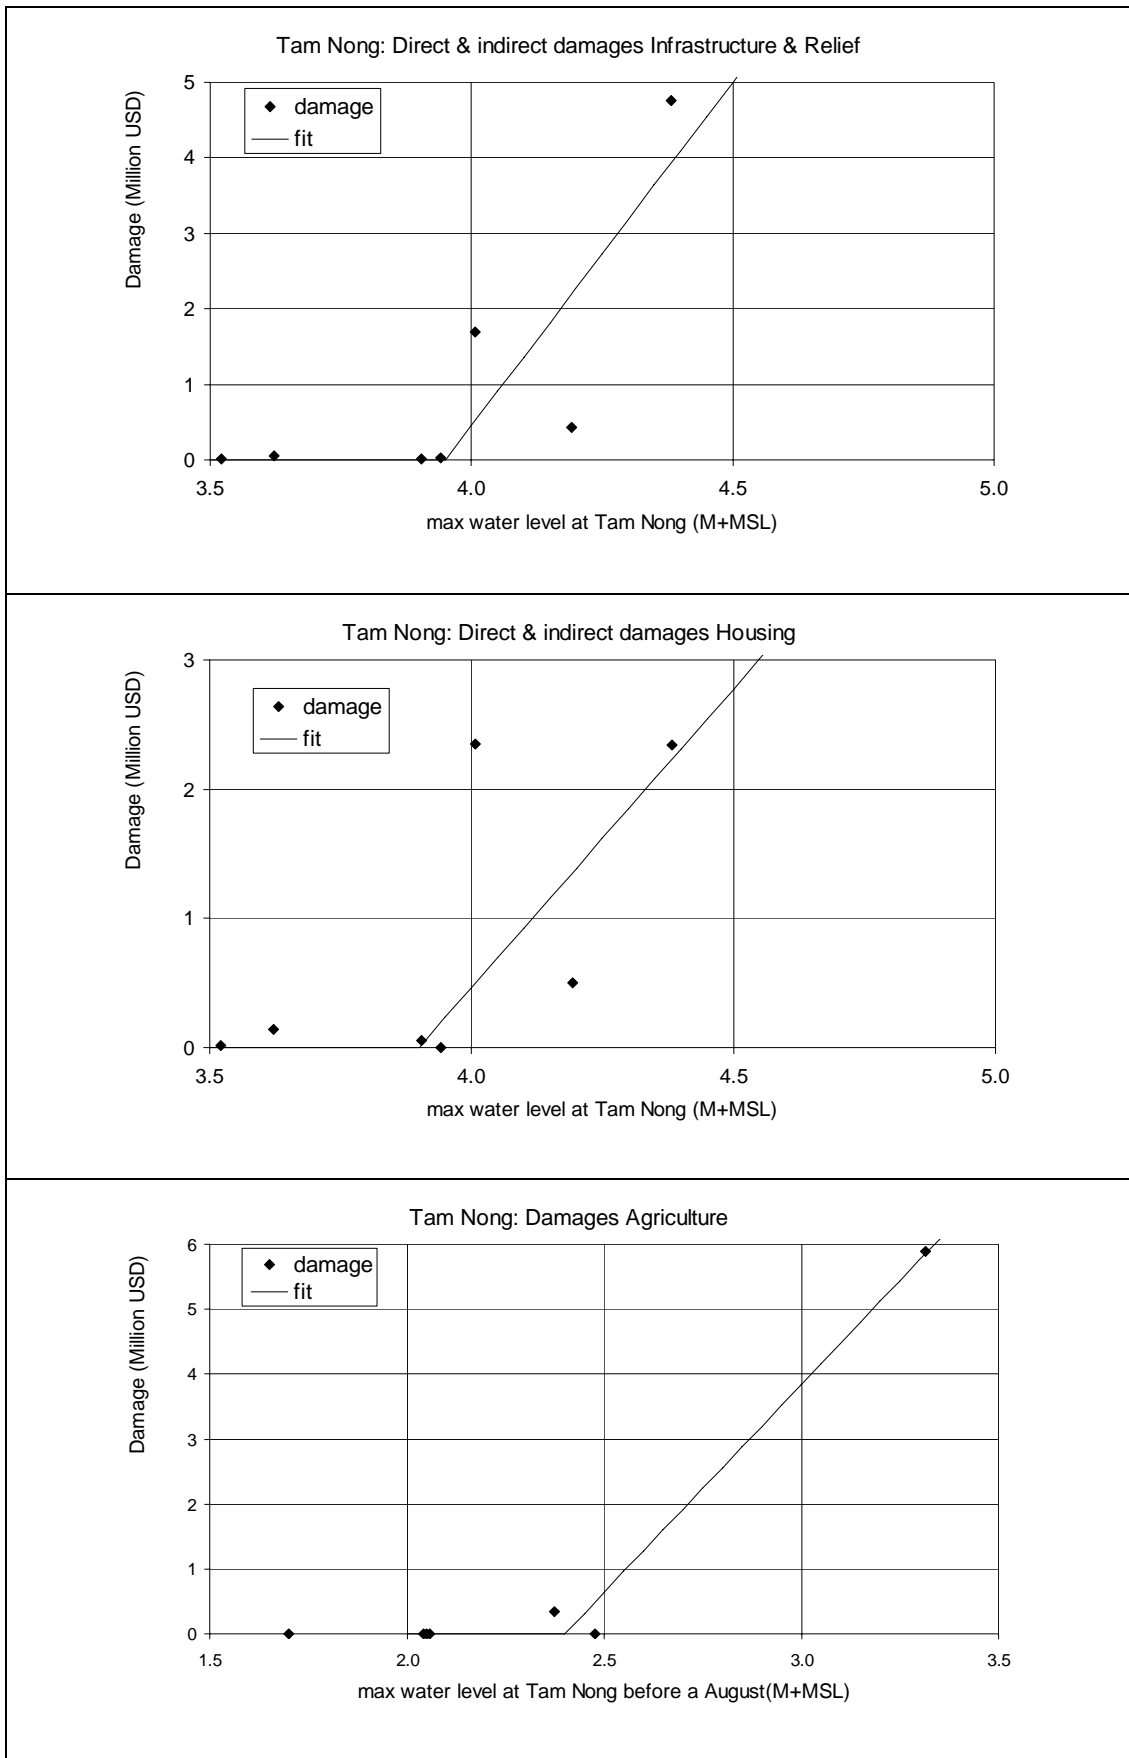 Tam Nong: Direct & indirect damages Infrastructure & Relief
Damage (Million USD)
5
4
3
2
1
0
damage
fit
3.5 4.0 4.5 5.0
max water level at Tam Nong (M+MSL)
Tam Nong: Direct & indirect damages Housing
Damage (Million USD)
3
2
1
0
damage
fit
3.5 4.0 4.5 5.0
max water level at Tam Nong (M+MSL)
Tam Nong: Damages Agriculture
Damage (Million USD)
6
5
4
3
2
1
0
damage
fit
1.5 2.0 2.5 3.0 3.5
max water level at Tam Nong before a August(M+MSL)